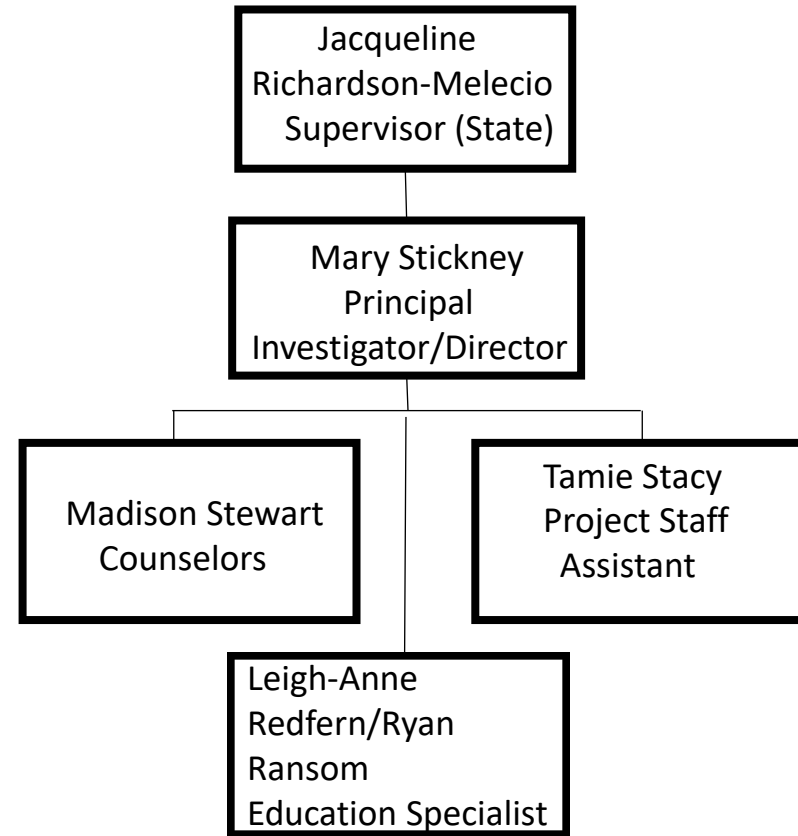 Jacqueline
Richardson-Melecio
Supervisor (State)
Mary Stickney
Principal
Investigator/Director
Madison Stewart
Counselors
Tamie Stacy
Project Staff
Assistant
Leigh-Anne
Redfern/Ryan
Ransom
Education Specialist